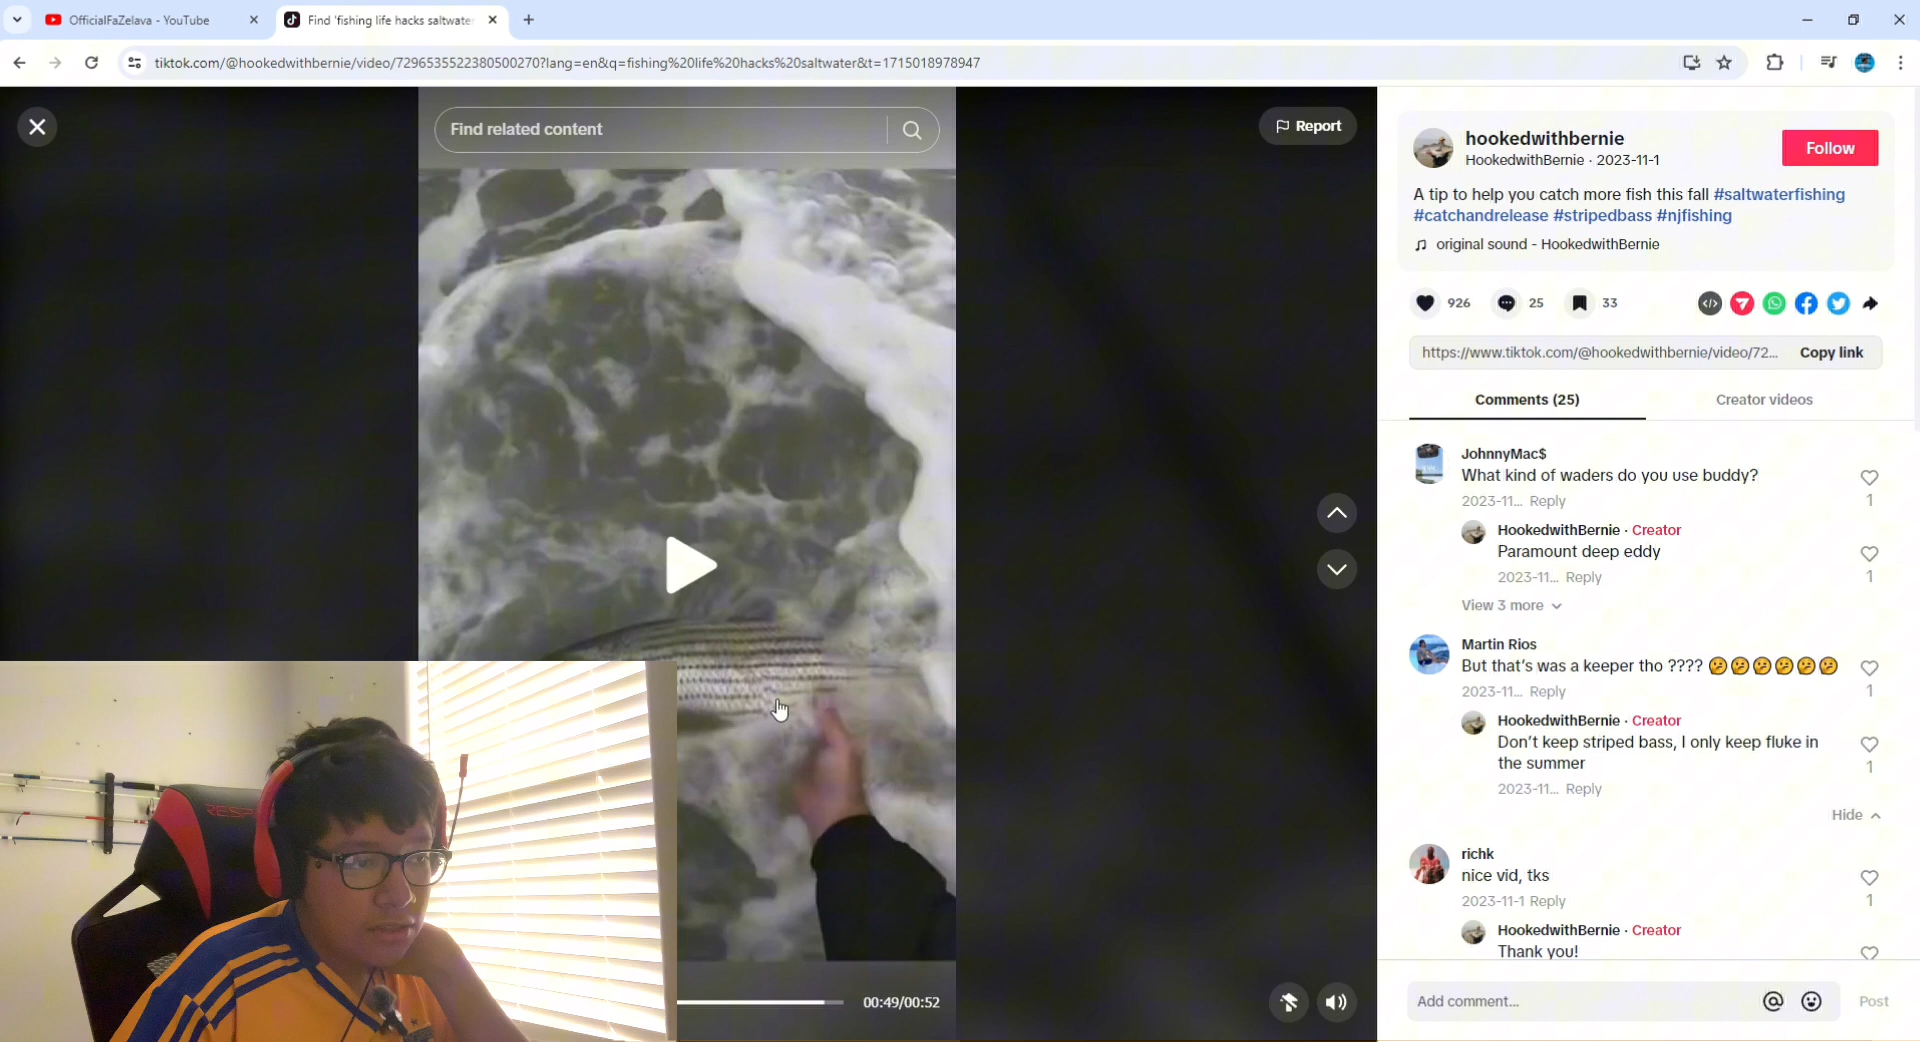 OfficialFaZelava - YouTube
Find 'fishing life hacks saltwater
tiktok.com/@hookedwithbernie/video/7296535522380500270?lang=en&q=fishing%20life%20hacks%20saltwater&t=1715018978947
Find related content
Report
hookedwithbernie
HookedwithBernie · 2023-11-1
Follow
A tip to help you catch more fish this fall #saltwaterfishing
#catchandrelease #stripedbass #njfishing
original sound - HookedwithBernie
926
25
33
https://www.tiktok.com/@hookedwithbernie/video/72...
Copy link
Comments (25)
Creator videos
JohnnyMac$
What kind of waders do you use buddy?
2023-11... Reply
1
HookedwithBernie · Creator
Paramount deep eddy
2023-11... Reply
1
View 3 more
Martin Rios
But that's was a keeper tho ???? 🤔🤔🤔🤔🤔🤔
2023-11... Reply
1
HookedwithBernie · Creator
Don't keep striped bass, I only keep fluke in
the summer
1
2023-11... Reply
Hide
richk
nice vid, tks
2023-11-1 Reply
1
HookedwithBernie · Creator
Thank you!
RESP
00:49/00:52
Add comment...
Post